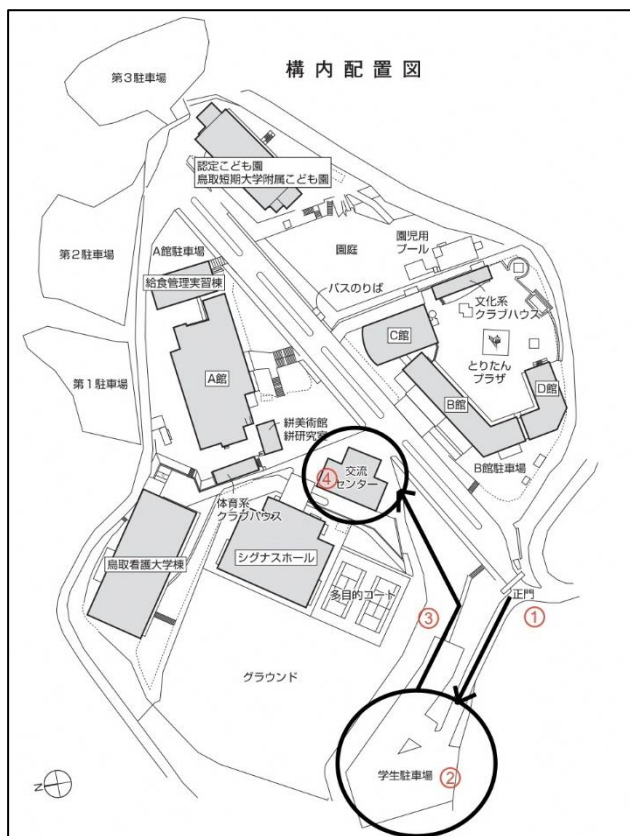 構内配置図
第3駐車場
認定こども園
鳥取短期大学附属こども園
第2駐車場
A館駐車場
園庭
園児用
プール
給食管理実習棟
バスのりば
文化系
クラブハウス
C館
第1駐車場
A館
とりたん
プラザ
D館
B館
絣美術館
絣研究室
B館駐車場
④
交流
センター
体育系
クラブハウス
鳥取看護大学棟
シグナスホール
多目的コート
正門
③
①
グラウンド
学生駐車場
②
N